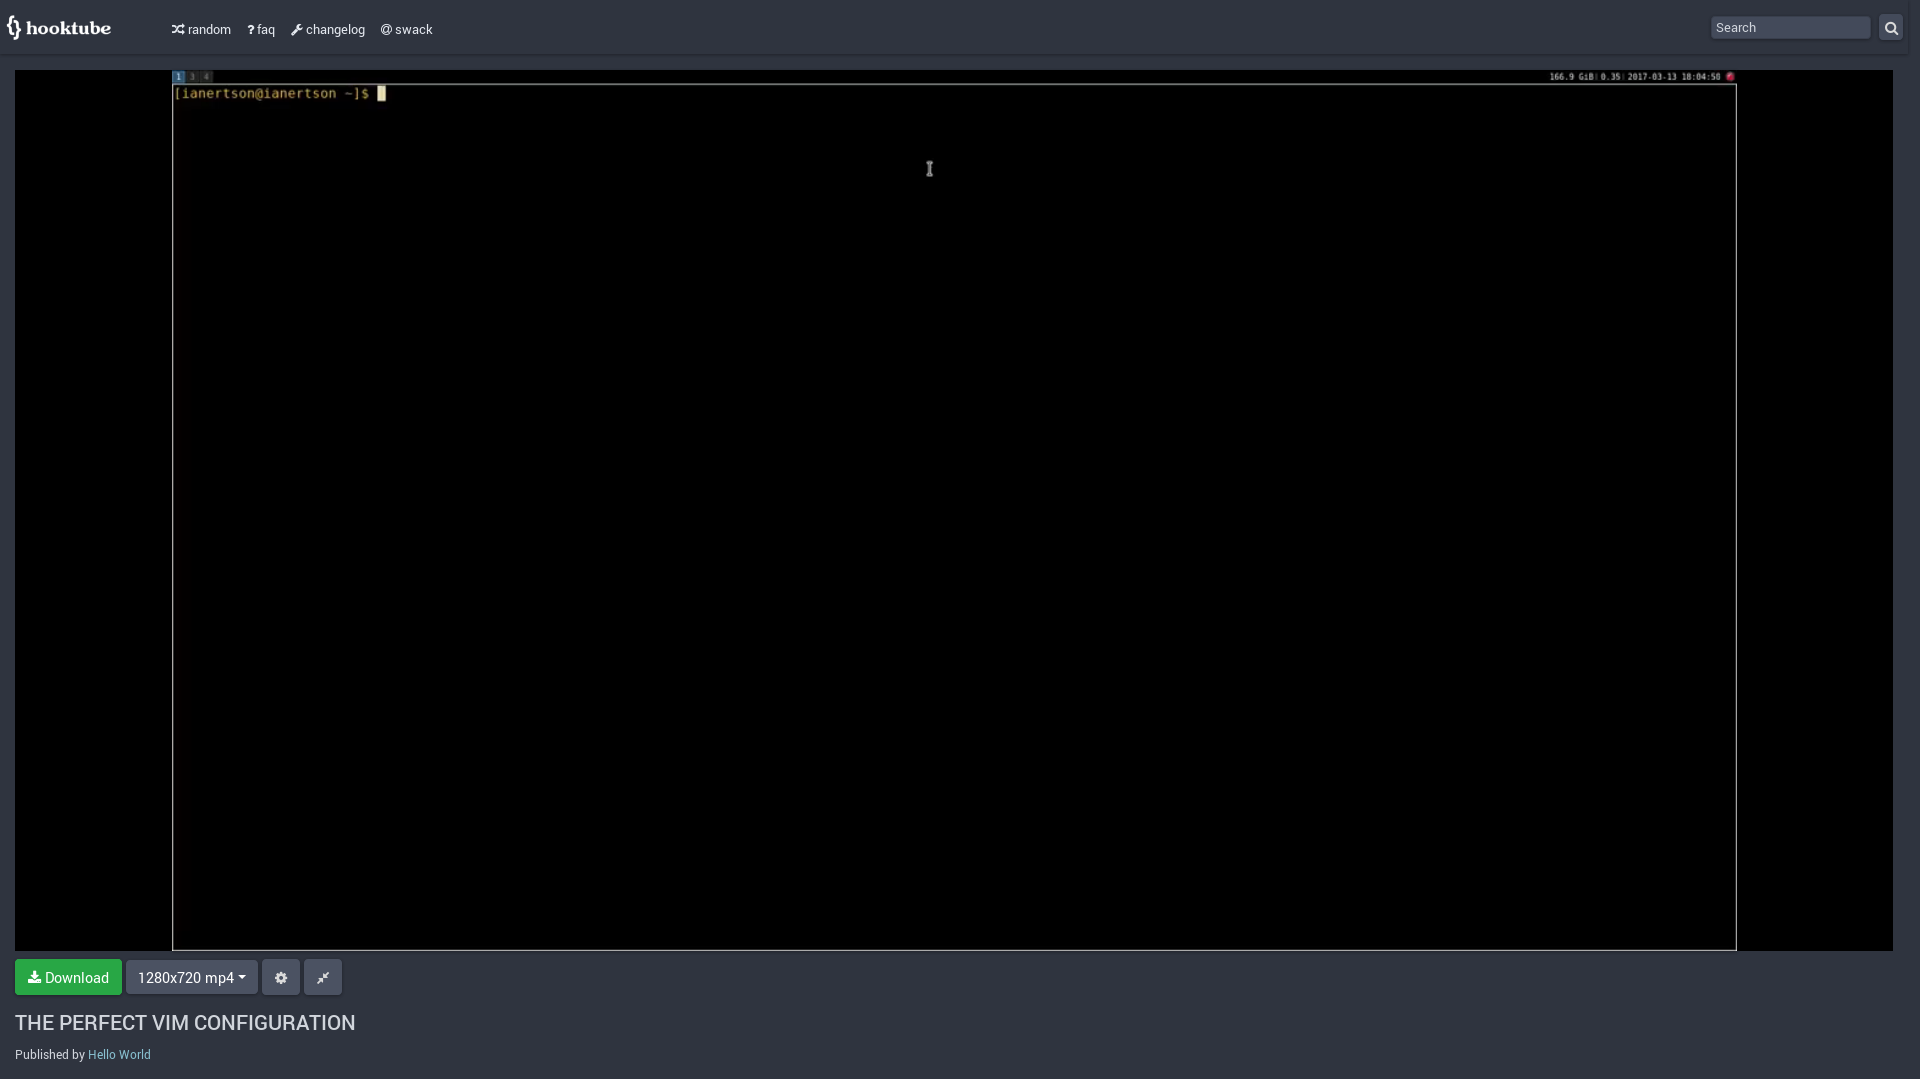 hooktube random ? faq changelog @ swack Search
1 3 4 166.9 GiB| 0.35| 2017-03-13 18:04:50
[ianertson@ianertson ~]$
Download 1280x720 mp4
THE PERFECT VIM CONFIGURATION
Published by Hello World